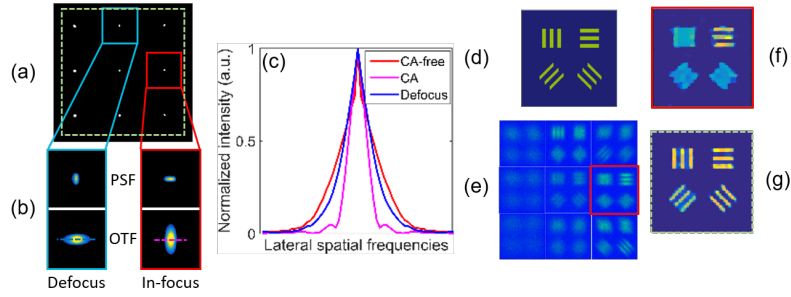 (a)
(b)
PSF
OTF
Defocus
In-focus
(c)
CA-free
CA
Defocus
Normalized intensity (a.u.)
1
0.5
0
Lateral spatial frequencies
(d)
(e)
(f)
(g)